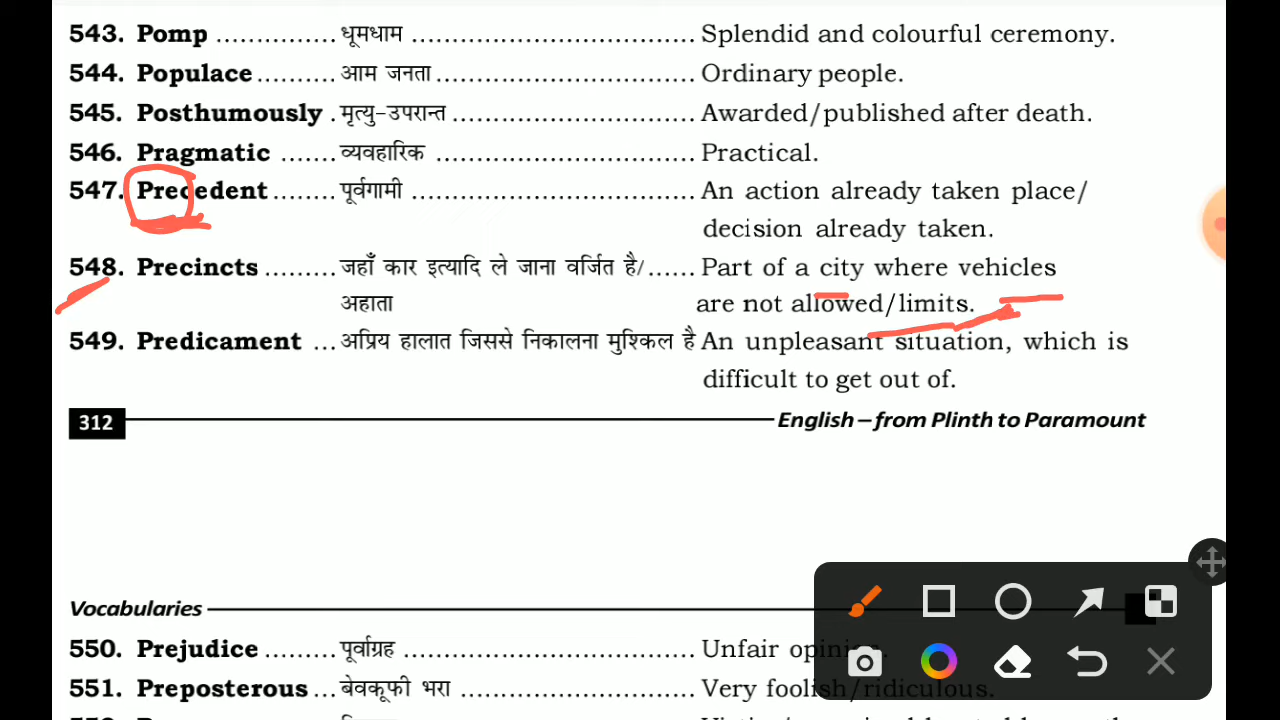 543. Pomp ............... धूमधाम ................................... Splendid and colourful ceremony.
544. Populace .......... आम जनता ................................ Ordinary people.
545. Posthumously . मृत्यु-उपरान्त .............................. Awarded/published after death.
546. Pragmatic ....... व्यवहारिक ................................ Practical.
547. Precedent ........ पूर्वगामी ................................... An action already taken place/
decision already taken.
548. Precincts ......... जहाँ कार इत्यादि ले जाना वर्जित है/...... Part of a city where vehicles
अहाता are not allowed/limits.
549. Predicament ... अप्रिय हालात जिससे निकालना मुश्किल है An unpleasant situation, which is
difficult to get out of.
312 English – from Plinth to Paramount
Vocabularies
550. Prejudice ......... पूर्वाग्रह .................................... Unfair opinion.
551. Preposterous ... बेवकूफी भरा .............................. Very foolish/ridiculous.